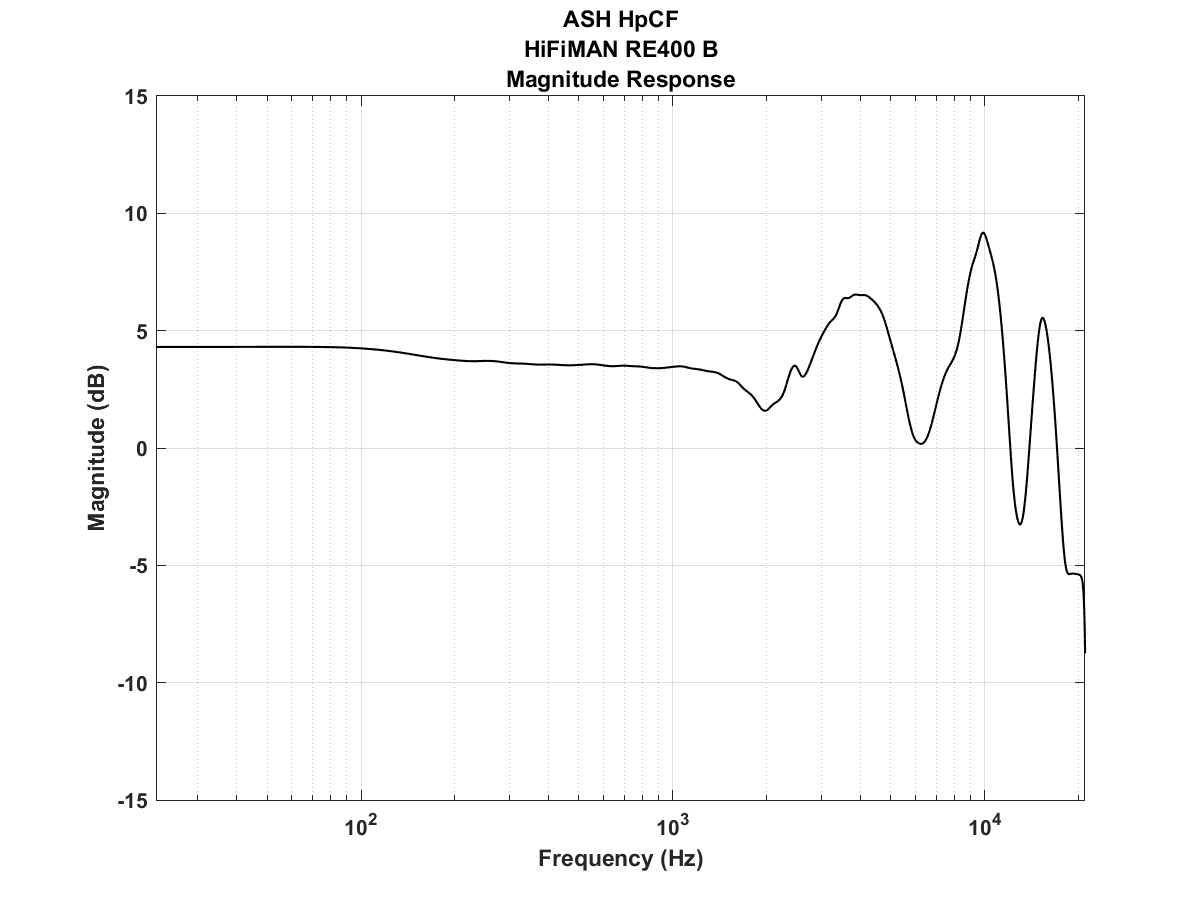 ASH HpCF
HiFiMAN RE400 B
Magnitude Response
15
10
5
0
-5
-10
-15
Magnitude (dB)
10²
10³
10⁴
Frequency (Hz)